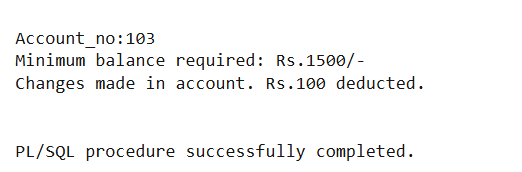 Account_no:103
Minimum balance required: Rs.1500/-
Changes made in account. Rs.100 deducted.
PL/SQL procedure successfully completed.